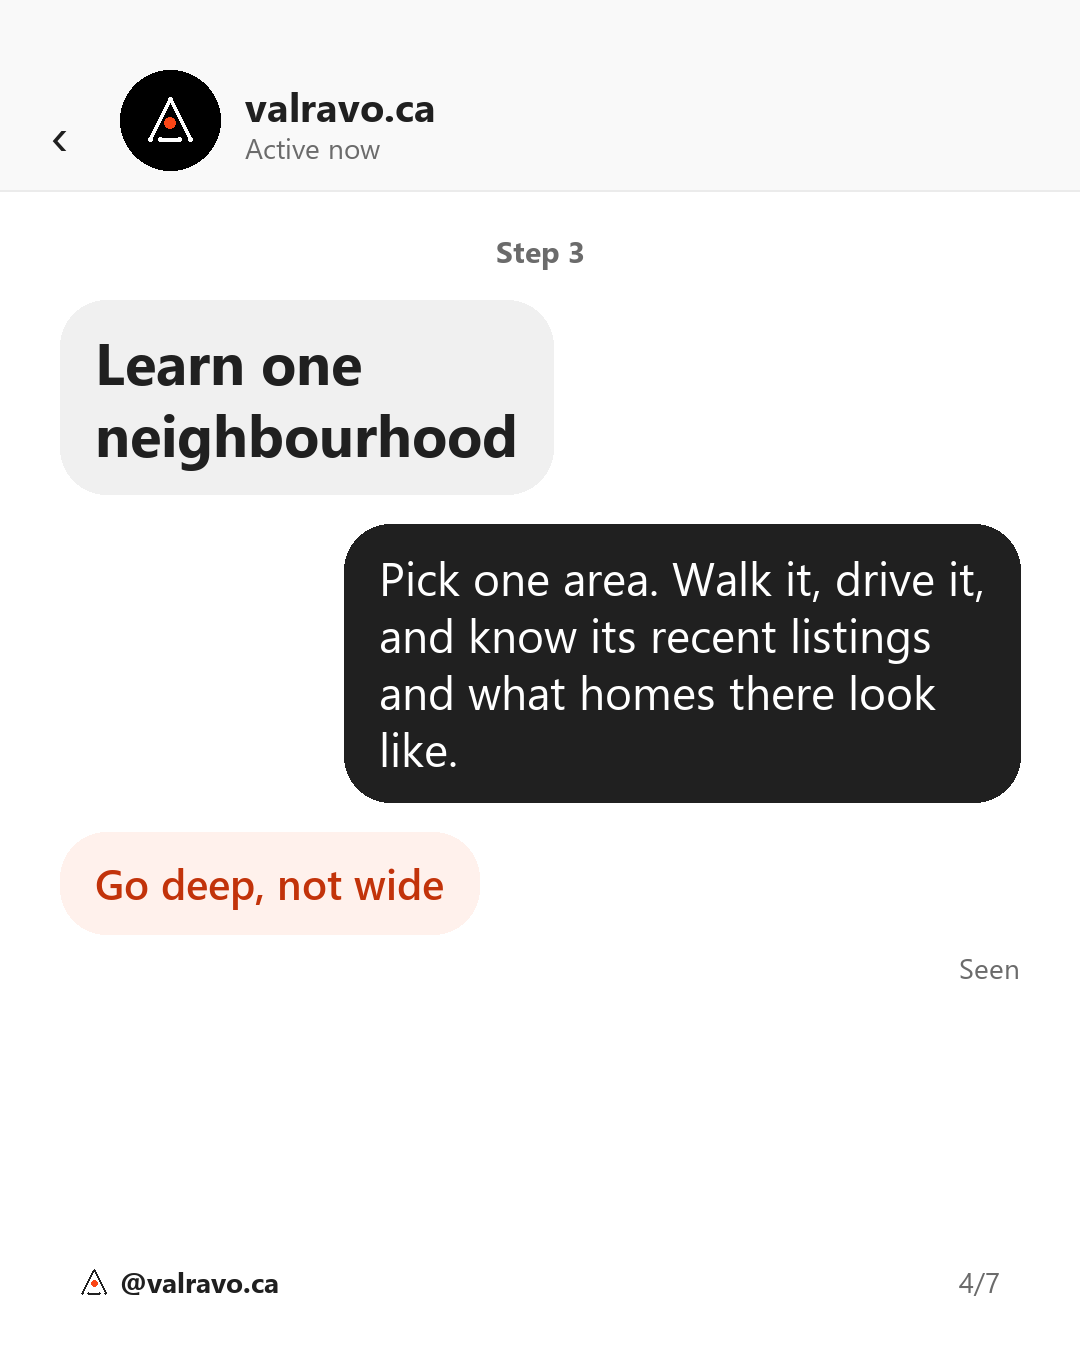 ‹
valravo.ca
Active now
Step 3
Learn one
neighbourhood
Pick one area. Walk it, drive it,
and know its recent listings
and what homes there look
like.
Go deep, not wide
Seen
@valravo.ca
4/7